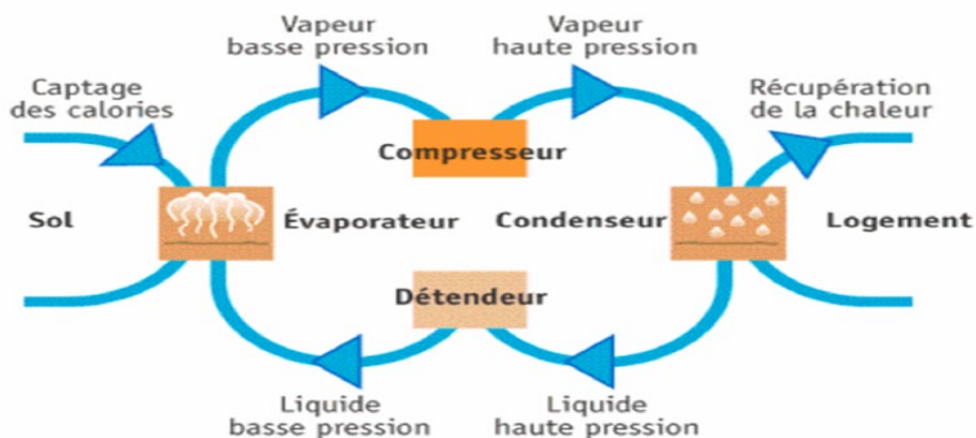 Vapeur
basse pression
Vapeur
haute pression
Captage
des calories
Récupération
de la chaleur
Compresseur
Sol
Évaporateur
Condenseur
Logement
Détendeur
Liquide
basse pression
Liquide
haute pression